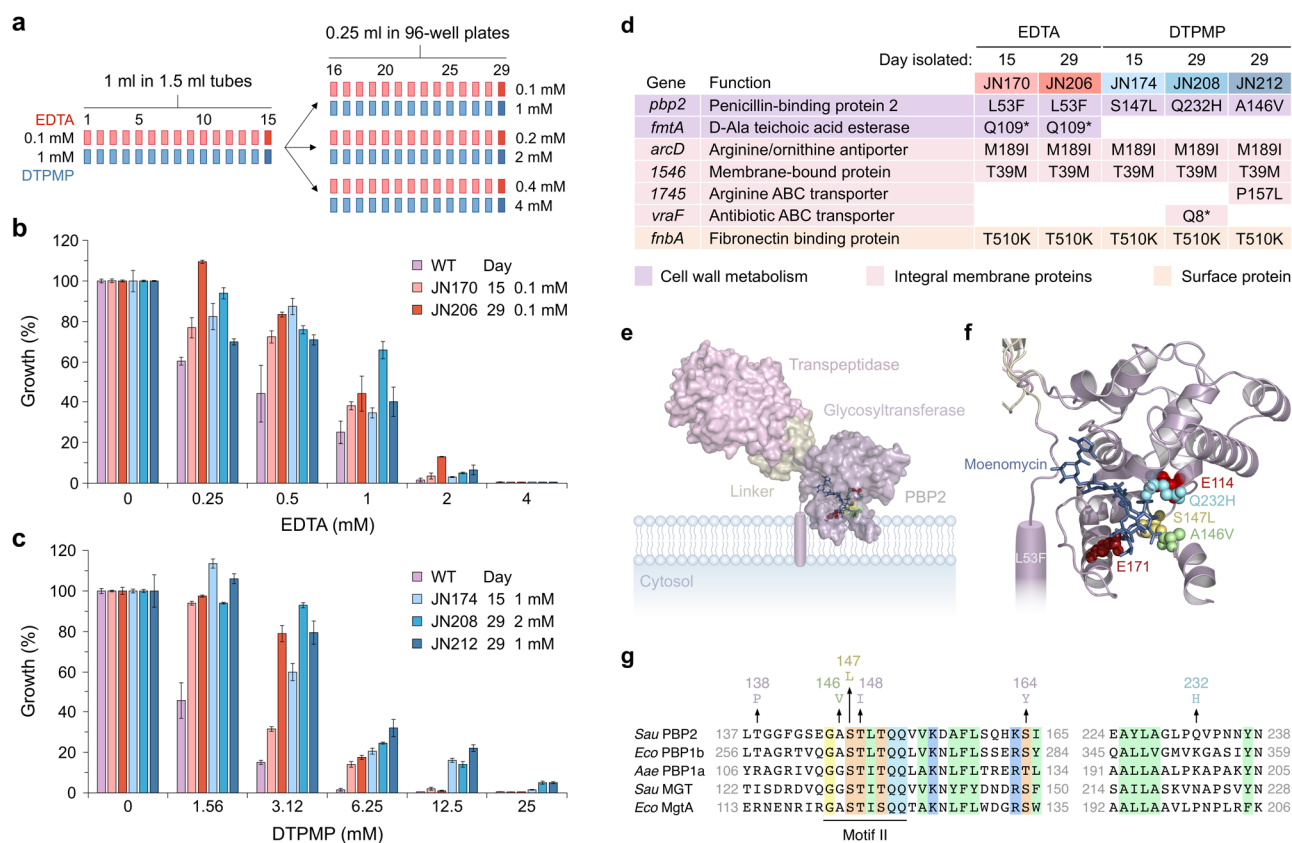 a
0.25 ml in 96-well plates
16 20 25 29
1 ml in 1.5 ml tubes
EDTA 1 5 10 15
0.1 mM
1 mM
DTPMP
0.1 mM
1 mM
0.2 mM
2 mM
0.4 mM
4 mM
b
120
100
80
60
40
20
0
Growth (%)
WT Day
JN170 15 0.1 mM
JN206 29 0.1 mM
0 0.25 0.5 1 2 4
EDTA (mM)
c
120
100
80
60
40
20
0
Growth (%)
WT Day
JN174 15 1 mM
JN208 29 2 mM
JN212 29 1 mM
0 1.56 3.12 6.25 12.5 25
DTPMP (mM)
d
EDTA DTPMP
Day isolated: 15 29 15 29 29
Gene Function JN170 JN206 JN174 JN208 JN212
pbp2 Penicillin-binding protein 2 L53F L53F S147L Q232H A146V
fmtA D-Ala teichoic acid esterase Q109* Q109*
arcD Arginine/ornithine antiporter M189I M189I M189I M189I M189I
1546 Membrane-bound protein T39M T39M T39M T39M T39M
1745 Arginine ABC transporter P157L
vraF Antibiotic ABC transporter Q8*
fnbA Fibronectin binding protein T510K T510K T510K T510K T510K
Cell wall metabolism Integral membrane proteins Surface protein
e
Transpeptidase
Glycosyltransferase
Linker
PBP2
Cytosol
f
Moenomycin
E114
Q232H
S147L
A146V
E171
L53F
g
147
138 146 L 148 164 232
P V I Y H
Sau PBP2 137 LTGGFGSEGASTLTQQVVKDAFLSQHKSI 165 224 EAYLAGLPQVPNNYN 238
Eco PBP1b 256 LTAGRTVQGASTLTQQLVKNLFLSSERSL 284 345 QALLVGMVKGASIYN 359
Aae PBP1a 106 YRAGRIVQGGSTITQQLAKNLFLTRERTL 134 191 AALLAALPKAPAKYN 205
Sau MGT 122 TISDRDVQGGSTITQQVVKNYFYDNDRSF 150 214 SAILASKVNAPSVYN 228
Eco MgtA 113 ERNENRIRGASTISQQTAKNLFLWDGRSW 135 192 AALLAAVLPNPLRFK 206
Motif II